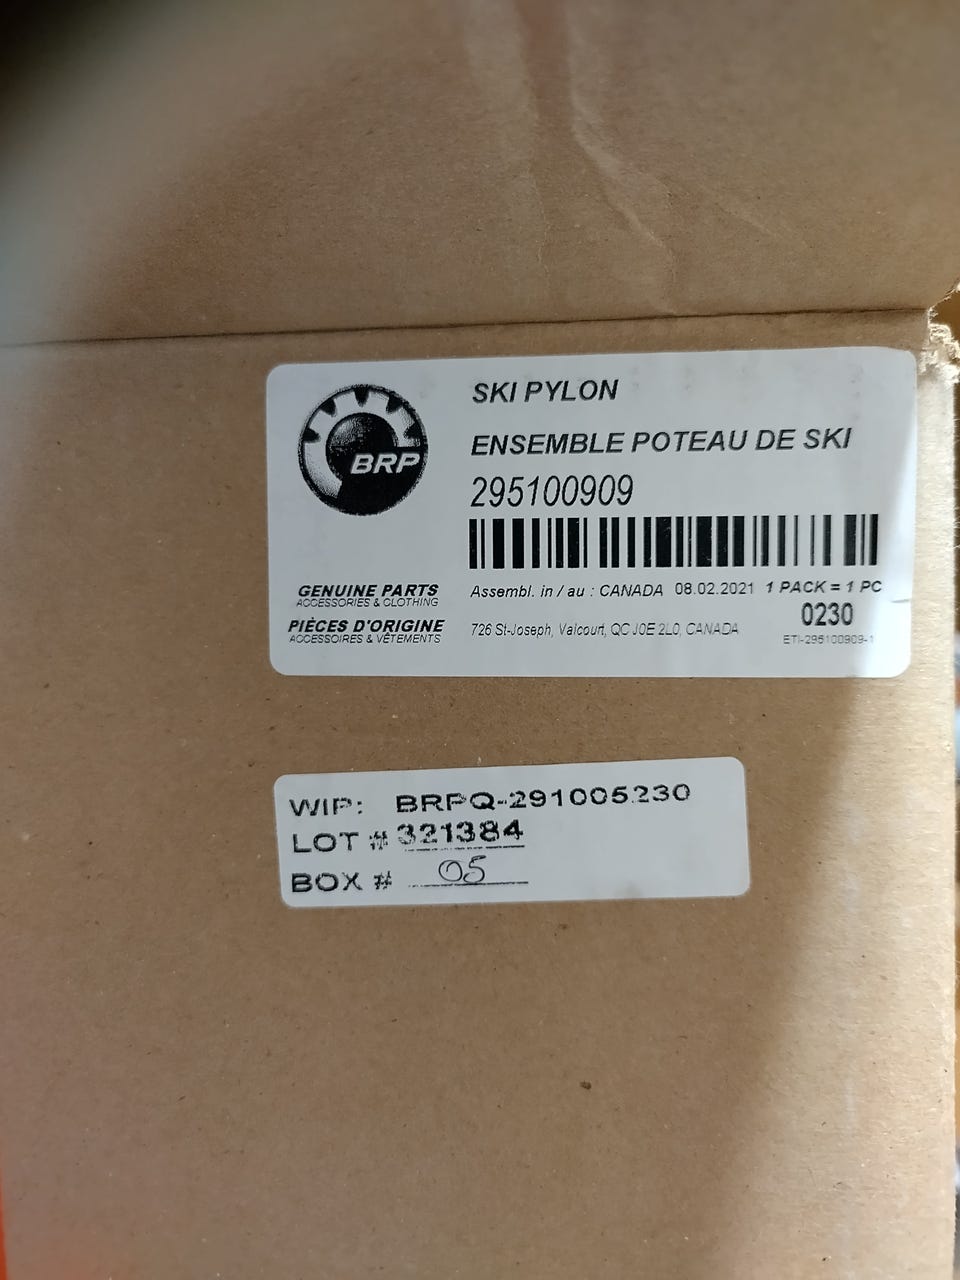 BRP
SKI PYLON
ENSEMBLE POTEAU DE SKI
295100909
GENUINE PARTS
ACCESSORIES & CLOTHING
PIÈCES D'ORIGINE
ACCESSOIRES & VÊTEMENTS
Assembl. in / au : CANADA 08.02.2021 1 PACK = 1 PC
0230
726 St-Joseph, Valcourt, QC J0E 2L0, CANADA
ETI-295100909-1
WIP: BRPQ-291005230
LOT # 321384
BOX # 05